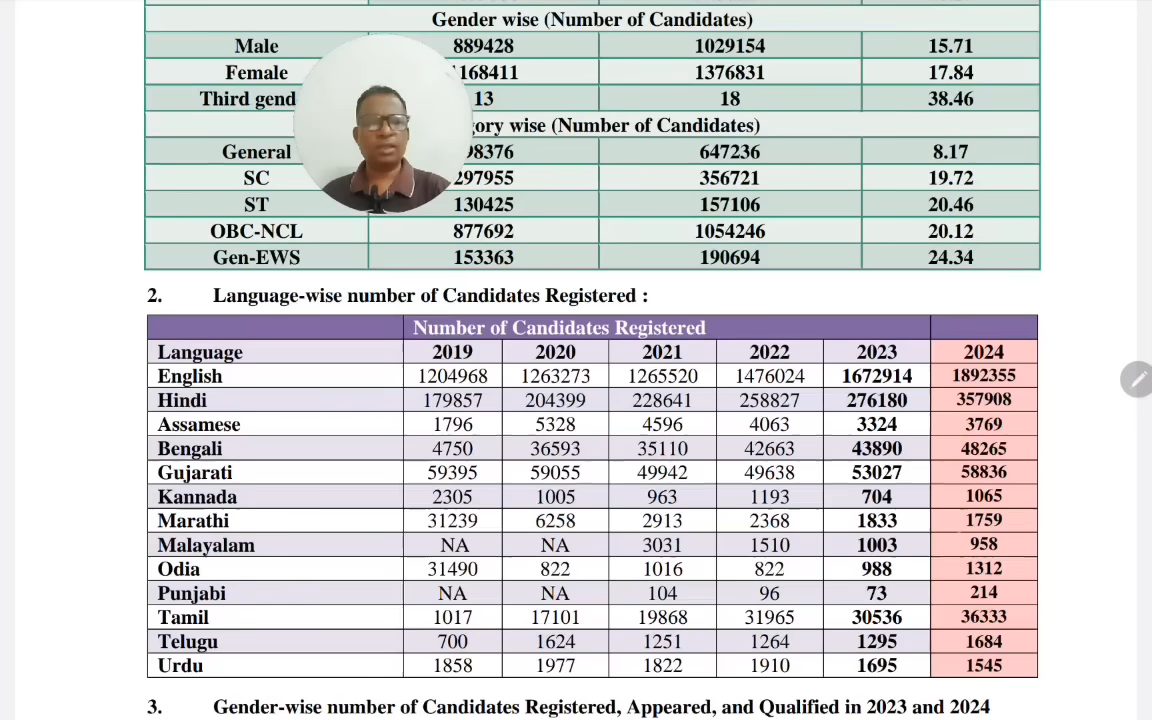 Gender wise (Number of Candidates)
Male 889428 1029154 15.71
Female 1376831 17.84
Third 13 18 38.46
wise (Number of Candidates)
General 647236 8.17
SC 297955 356721 19.72
ST 130425 157106 20.46
OBC-NCL 877692 1054246 20.12
Gen-EWS 153363 190694 24.34
2. Language-wise number of Candidates Registered :
Number of Candidates Registered
Language 2019 2020 2021 2022 2023 2024
English 1204968 1263273 1265520 1476024 1672914 1892355
Hindi 179857 204399 228641 258827 276180 357908
Assamese 1796 5328 4596 4063 3324 3769
Bengali 4750 36593 35110 42663 43890 48265
Gujarati 59395 59055 49942 49638 53027 58836
Kannada 2305 1005 963 1193 704 1065
Marathi 31239 6258 2913 2368 1833 1759
Malayalam NA NA 3031 1510 1003 958
Odia 31490 822 1016 822 988 1312
Punjabi NA NA 104 96 73 214
Tamil 1017 17101 19868 31965 30536 36333
Telugu 700 1624 1251 1264 1295 1684
Urdu 1858 1977 1822 1910 1695 1545
3. Gender-wise number of Candidates Registered, Appeared, and Qualified in 2023 and 2024